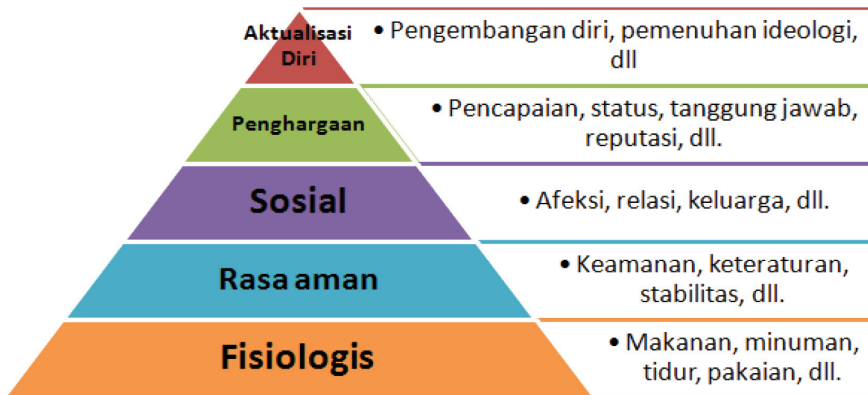 Aktualisasi
Diri
• Pengembangan diri, pemenuhan ideologi,
dll
Penghargaan
• Pencapaian, status, tanggung jawab,
reputasi, dll.
Sosial
• Afeksi, relasi, keluarga, dll.
Rasa aman
• Keamanan, keteraturan,
stabilitas, dll.
Fisiologis
• Makanan, minuman,
tidur, pakaian, dll.